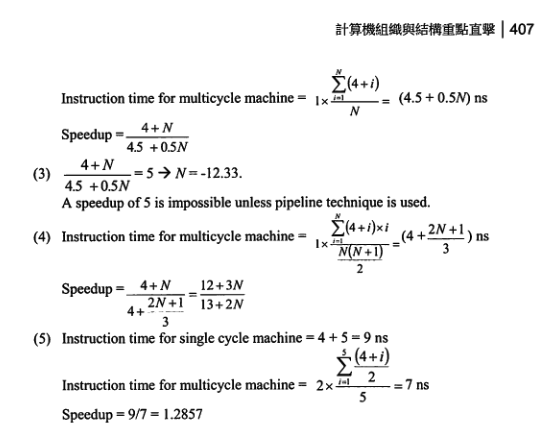 計算機組織與結構重點直擊 | 407
Instruction time for multicycle machine = 1× \frac{\sum_{i=1}^{N}(4+i)}{N} = (4.5 + 0.5N) ns
Speedup = \frac{4+N}{4.5 + 0.5N}
(3) \frac{4+N}{4.5 + 0.5N} = 5 → N = -12.33.
A speedup of 5 is impossible unless pipeline technique is used.
(4) Instruction time for multicycle machine = 1× \frac{\sum_{i=1}^{N}(4+i)×i}{\frac{N(N+1)}{2}} = (4 + \frac{2N+1}{3}) ns
Speedup = \frac{4+N}{4+\frac{2N+1}{3}} = \frac{12+3N}{13+2N}
(5) Instruction time for single cycle machine = 4 + 5 = 9 ns
Instruction time for multicycle machine = 2× \frac{\sum_{i=1}^{5}\frac{(4+i)}{2}}{5} = 7 ns
Speedup = 9/7 = 1.2857